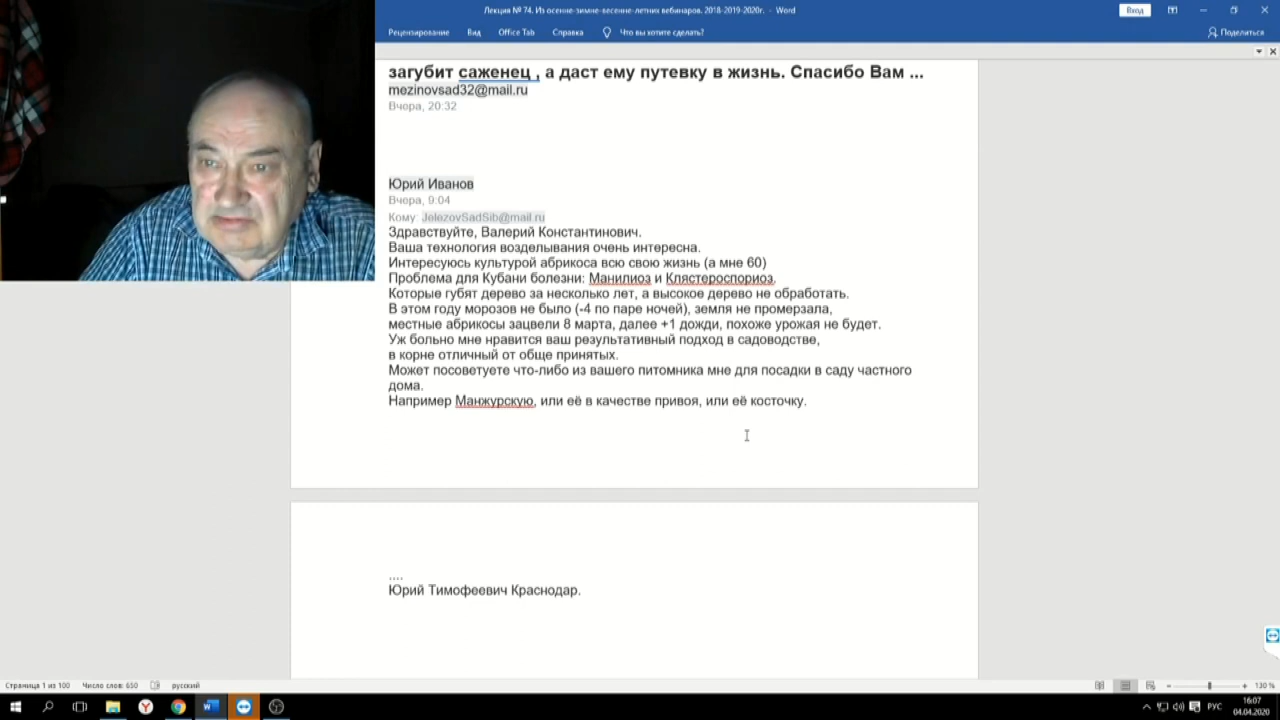 Лекция № 74. Из осенне-зимне-весенне-летних вебинаров. 2018-2019-2020г. - Word
Вход
Рецензирование Вид Office Tab Справка Что вы хотите сделать? Поделиться
загубит саженец , а даст ему путевку в жизнь. Спасибо Вам ...
mezinovsad32@mail.ru
Вчера, 20:32
Юрий Иванов
Вчера, 9:04
Кому: JelezovSadSib@mail.ru
Здравствуйте, Валерий Константинович.
Ваша технология возделывания очень интересна.
Интересуюсь культурой абрикоса всю свою жизнь (а мне 60)
Проблема для Кубани болезни: Манилиоз и Клястероспориоз.
Которые губят дерево за несколько лет, а высокое дерево не обработать.
В этом году морозов не было (-4 по паре ночей), земля не промерзала,
местные абрикосы зацвели 8 марта, далее +1 дожди, похоже урожая не будет.
Уж больно мне нравится ваш результативный подход в садоводстве,
в корне отличный от обще принятых.
Может посоветуете что-либо из вашего питомника мне для посадки в саду частного
дома.
Например Манжурскую, или её в качестве привоя, или её косточку.
....
Юрий Тимофеевич Краснодар.
Страница 1 из 100 Число слов: 650 русский 130 %
РУС
16:07
04.04.2020